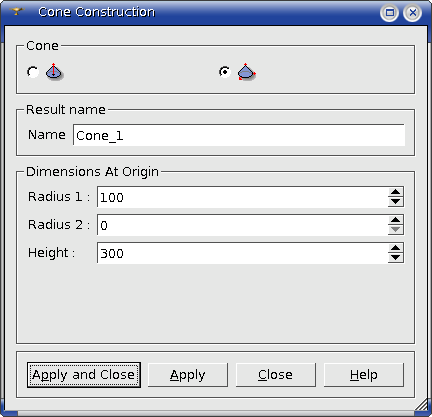 Cone Construction
Cone
Result name
Name Cone_1
Dimensions At Origin
Radius 1 : 100
Radius 2 : 0
Height : 300
Apply and Close Apply Close Help